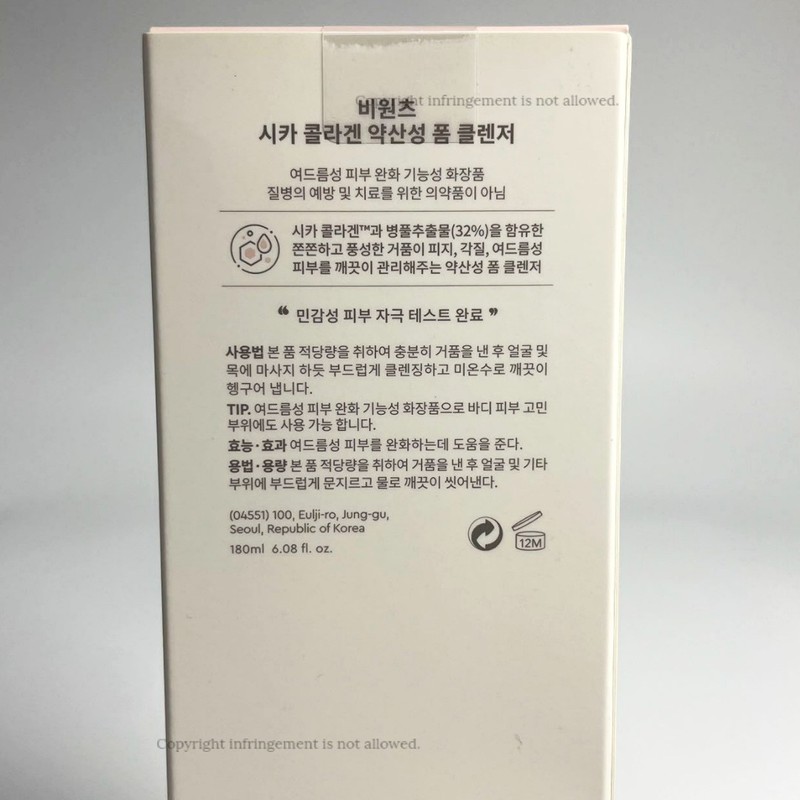 Copyright infringement is not allowed.
비원츠
시카 콜라겐 약산성 폼 클렌저
여드름성 피부 완화 기능성 화장품
질병의 예방 및 치료를 위한 의약품이 아님
시카 콜라겐™과 병풀추출물(32%)을 함유한
쫀쫀하고 풍성한 거품이 피지, 각질, 여드름성
피부를 깨끗이 관리해주는 약산성 폼 클렌저
❝ 민감성 피부 자극 테스트 완료 ❞
사용법 본 품 적당량을 취하여 충분히 거품을 낸 후 얼굴 및
목에 마사지 하듯 부드럽게 클렌징하고 미온수로 깨끗이
헹구어 냅니다.
TIP. 여드름성 피부 완화 기능성 화장품으로 바디 피부 고민
부위에도 사용 가능 합니다.
효능·효과 여드름성 피부를 완화하는데 도움을 준다.
용법·용량 본 품 적당량을 취하여 거품을 낸 후 얼굴 및 기타
부위에 부드럽게 문지르고 물로 깨끗이 씻어낸다.
(04551) 100, Eulji-ro, Jung-gu,
Seoul, Republic of Korea
180ml 6.08 fl. oz.
12M
Copyright infringement is not allowed.